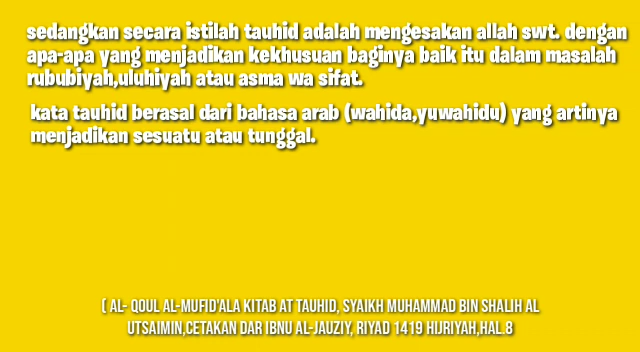 sedangkan secara istilah tauhid adalah mengesakan allah swt. dengan
apa-apa yang menjadikan kekhusuan baginya baik itu dalam masalah
rububiyah,uluhiyah atau asma wa sifat.
kata tauhid berasal dari bahasa arab (wahida,yuwahidu) yang artinya
menjadikan sesuatu atau tunggal.
( AL- QOUL AL-MUFID'ALA KITAB AT TAUHID, SYAIKH MUHAMMAD BIN SHALIH AL
UTSAIMIN,CETAKAN DAR IBNU AL-JAUZIY, RIYAD 1419 HIJRIYAH,HAL.8